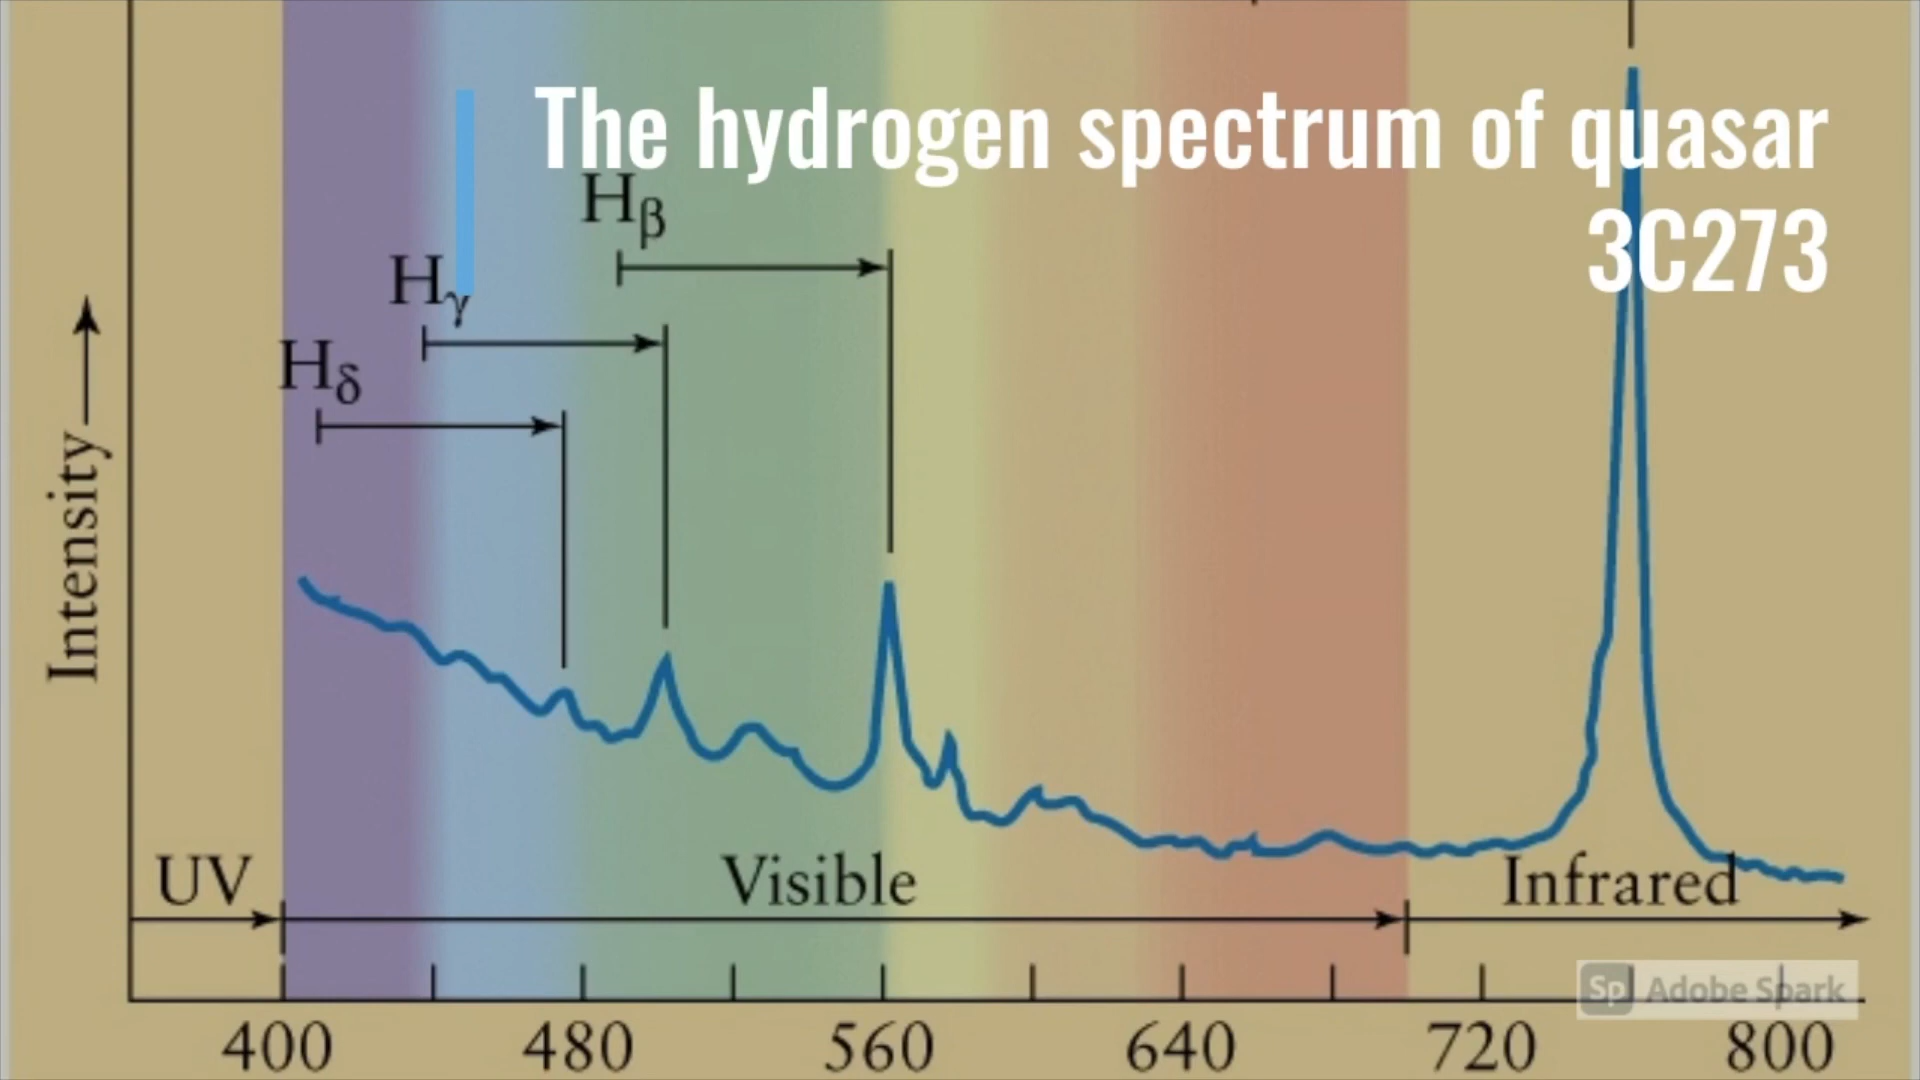 The hydrogen spectrum of quasar
3C273
Hβ
Hγ
Hδ
Intensity
UV
Visible
Infrared
Sp Adobe Spark
400 480 560 640 720 800